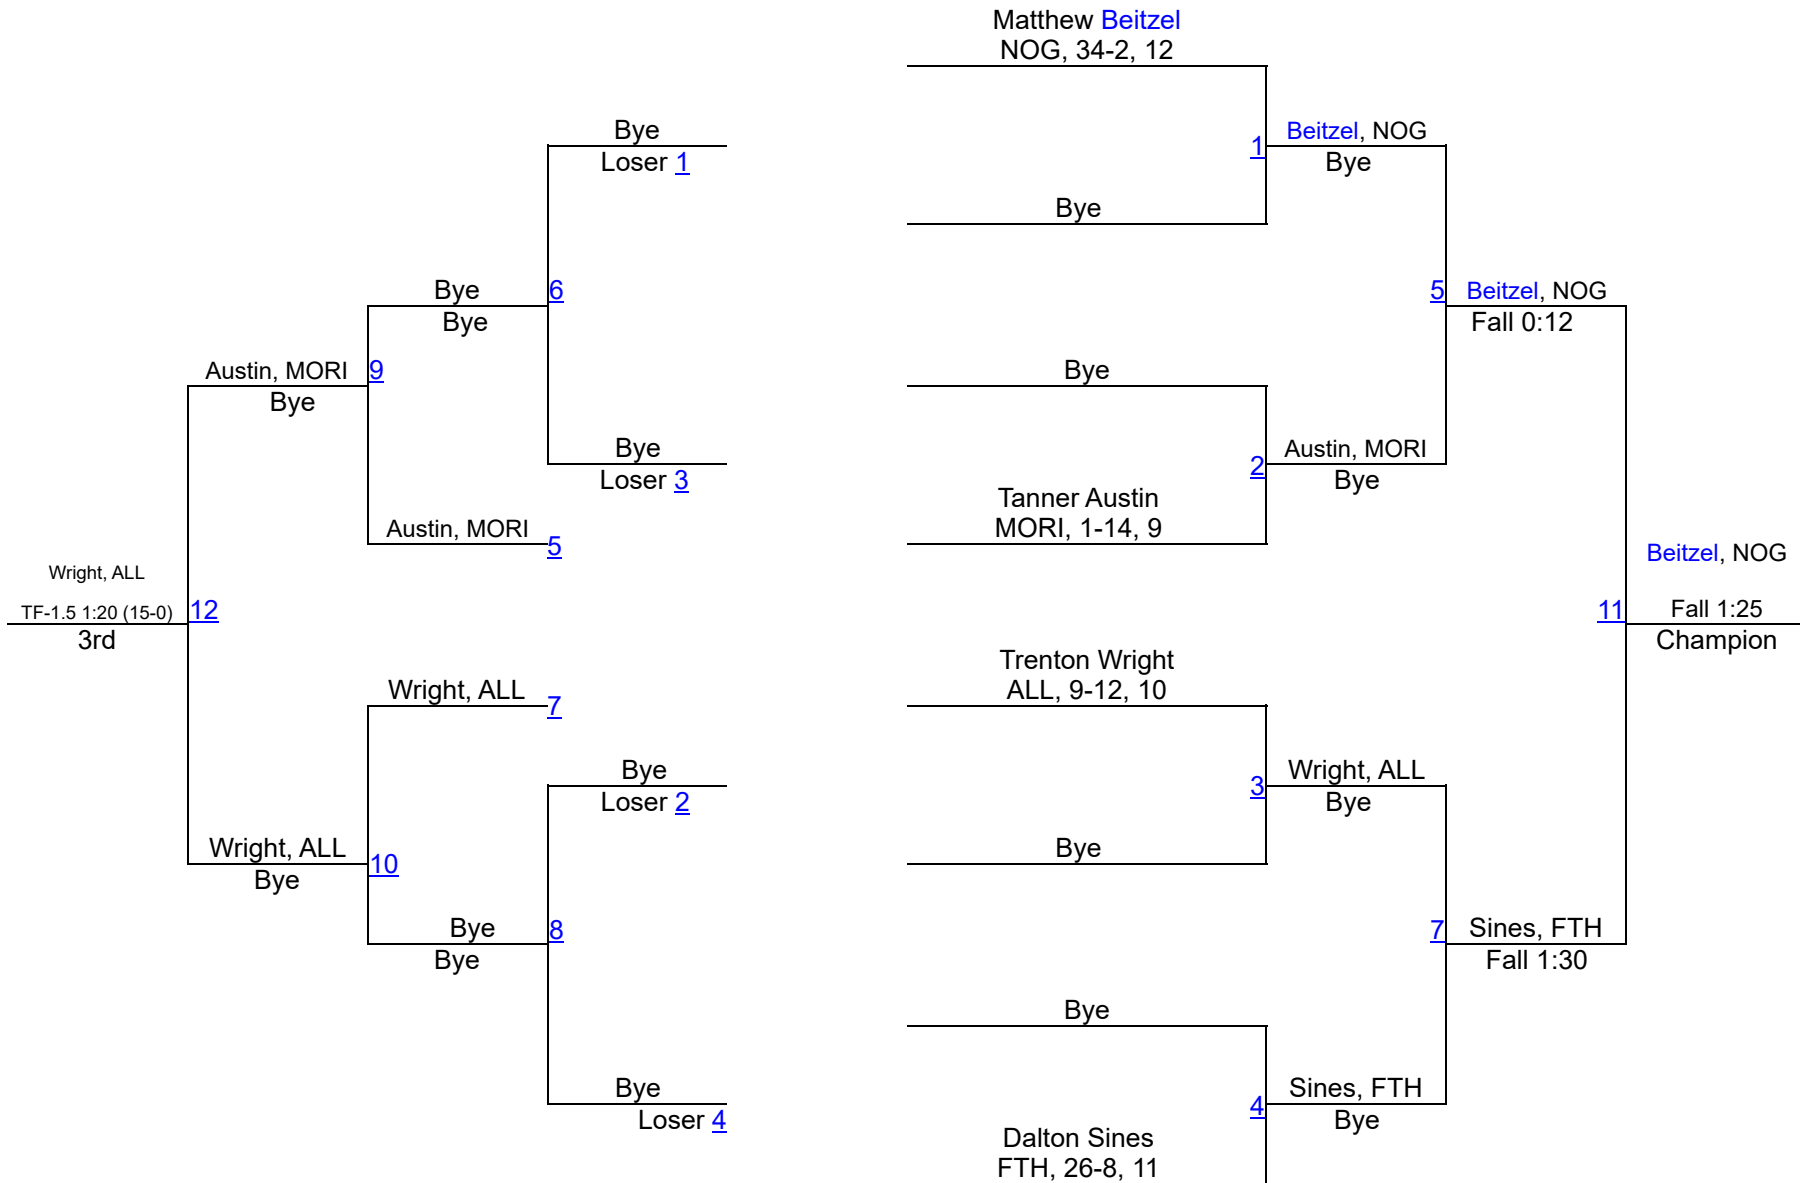 Matthew Beitzel
NOG, 34-2, 12
Bye
Loser 1
1
Beitzel, NOG
Bye
Bye
Bye
Bye
6
5
Beitzel, NOG
Fall 0:12
Austin, MORI
Bye
9
Bye
Bye
Loser 3
2
Austin, MORI
Bye
Tanner Austin
MORI, 1-14, 9
Austin, MORI
5
Wright, ALL
TF-1.5 1:20 (15-0)
3rd
12
11
Beitzel, NOG
Fall 1:25
Champion
Trenton Wright
ALL, 9-12, 10
Wright, ALL
7
Bye
Loser 2
3
Wright, ALL
Bye
Wright, ALL
Bye
10
Bye
Bye
Bye
8
7
Sines, FTH
Fall 1:30
Bye
Bye
Loser 4
4
Sines, FTH
Bye
Dalton Sines
FTH, 26-8, 11